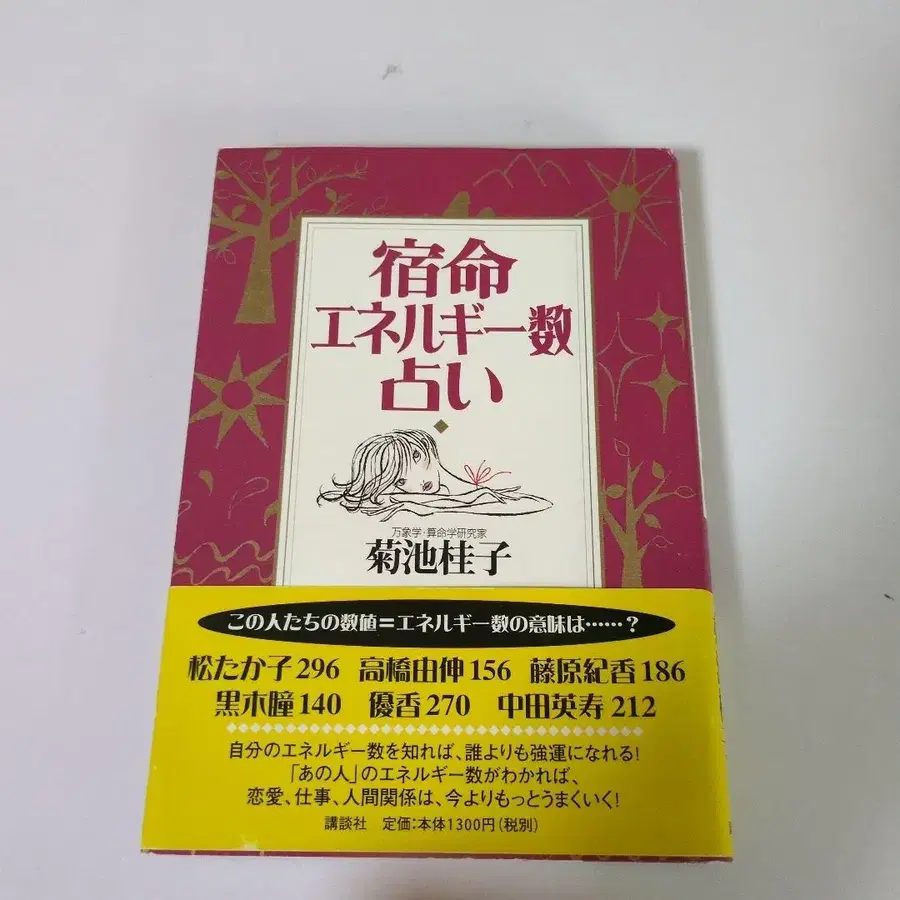 宿命
エネルギー数
占い
万象学・算命学研究家
菊池桂子
この人たちの数値=エネルギー数の意味は……?
松たか子296 高橋由伸156 藤原紀香186
黒木瞳140 優香270 中田英寿212
自分のエネルギー数を知れば、誰よりも強運になれる!
「あの人」のエネルギー数がわかれば、
恋愛、仕事、人間関係は、今よりもっとうまくいく!
講談社 定価:本体1300円(税別)